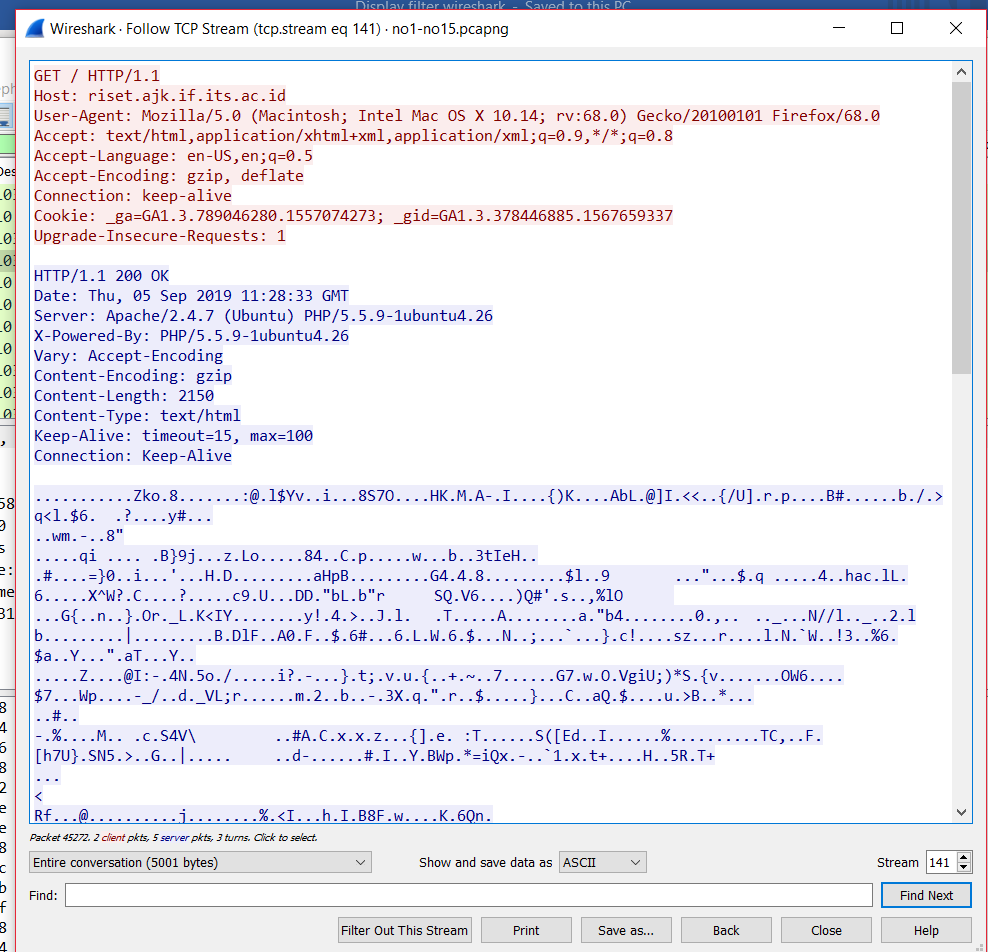 Display filter wireshark - Saved to this PC
Wireshark · Follow TCP Stream (tcp.stream eq 141) · no1-no15.pcapng
GET / HTTP/1.1
Host: riset.ajk.if.its.ac.id
User-Agent: Mozilla/5.0 (Macintosh; Intel Mac OS X 10.14; rv:68.0) Gecko/20100101 Firefox/68.0
Accept: text/html,application/xhtml+xml,application/xml;q=0.9,*/*;q=0.8
Accept-Language: en-US,en;q=0.5
Accept-Encoding: gzip, deflate
Connection: keep-alive
Cookie: _ga=GA1.3.789046280.1557074273; _gid=GA1.3.378446885.1567659337
Upgrade-Insecure-Requests: 1
HTTP/1.1 200 OK
Date: Thu, 05 Sep 2019 11:28:33 GMT
Server: Apache/2.4.7 (Ubuntu) PHP/5.5.9-1ubuntu4.26
X-Powered-By: PHP/5.5.9-1ubuntu4.26
Vary: Accept-Encoding
Content-Encoding: gzip
Content-Length: 2150
Content-Type: text/html
Keep-Alive: timeout=15, max=100
Connection: Keep-Alive
...........Zko.8.......:@.l$Yv..i...8S7O....HK.M.A-.I....{)K....AbL.@]I.<<..{/U].r.p....B#......b./.>
q<l.$6.  .?....y#...
..wm.-..8"
.....qi .... .B}9j...z.Lo.....84..C.p.....w...b..3tIeH..
.#....=}0..i...'...H.D.........aHpB.........G4.4.8.........$l..9       ..."...$.q .....4..hac.lL.
6.....X^W?.C....?.....c9.U...DD."bL.b"r      SQ.V6....)Q#'.s..,%lO
...G{..n..}.Or._L.K<IY........y!.4.>..J.l.   .T.....A........a."b4........0.,..  .._...N//l.._..2.l
b.........|.........B.DlF..A0.F..$.6#...6.L.W.6.$...N..;...`...}.c!....sz...r....l.N.`W..!3..%6.
$a..Y...".aT...Y..
.....Z....@I:-.4N.5o./.....i?.-...}.t;.v.u.{..+.~..7......G7.w.O.VgiU;)*S.{v.......OW6....
$7...Wp....-_/..d._VL;r......m.2..b..-.3X.q.".r..$.....}...C..aQ.$....u.>B..*...
..#..
-.%....M.. .c.S4V\         ..#A.C.x.x.z...{].e. :T......S([Ed..I......%..........TC,..F.
[h7U}.SN5.>..G..|.....     ..d-......#.I..Y.BWp.*=iQx.-..`1.x.t+....H..5R.T+
...
<
Rf...@..........j........%.<I...h.I.B8F.w....K.6Qn.
Packet 45272. 2 client pkts, 5 server pkts, 3 turns. Click to select.
Entire conversation (5001 bytes) Show and save data as ASCII Stream 141
Find: Find Next
Filter Out This Stream Print Save as... Back Close Help